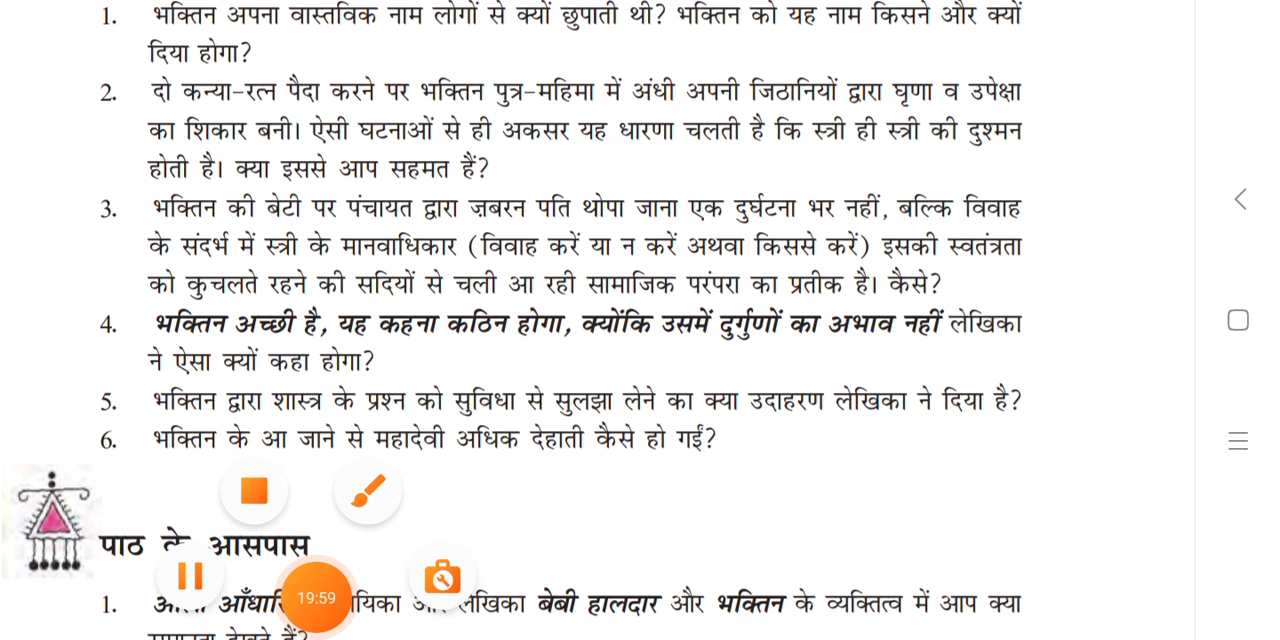 1. भक्तिन अपना वास्तविक नाम लोगों से क्यों छुपाती थी? भक्तिन को यह नाम किसने और क्यों
दिया होगा?
2. दो कन्या-रत्न पैदा करने पर भक्तिन पुत्र-महिमा में अंधी अपनी जिठानियों द्वारा घृणा व उपेक्षा
का शिकार बनी। ऐसी घटनाओं से ही अकसर यह धारणा चलती है कि स्त्री ही स्त्री की दुश्मन
होती है। क्या इससे आप सहमत हैं?
3. भक्तिन की बेटी पर पंचायत द्वारा ज़बरन पति थोपा जाना एक दुर्घटना भर नहीं, बल्कि विवाह
के संदर्भ में स्त्री के मानवाधिकार (विवाह करें या न करें अथवा किससे करें) इसकी स्वतंत्रता
को कुचलते रहने की सदियों से चली आ रही सामाजिक परंपरा का प्रतीक है। कैसे?
4. भक्तिन अच्छी है, यह कहना कठिन होगा, क्योंकि उसमें दुर्गुणों का अभाव नहीं लेखिका
ने ऐसा क्यों कहा होगा?
5. भक्तिन द्वारा शास्त्र के प्रश्न को सुविधा से सुलझा लेने का क्या उदाहरण लेखिका ने दिया है?
6. भक्तिन के आ जाने से महादेवी अधिक देहाती कैसे हो गईं?
पाठ के आसपास
19:59
1. बेबी हालदार और भक्तिन के व्यक्तित्व में आप क्या